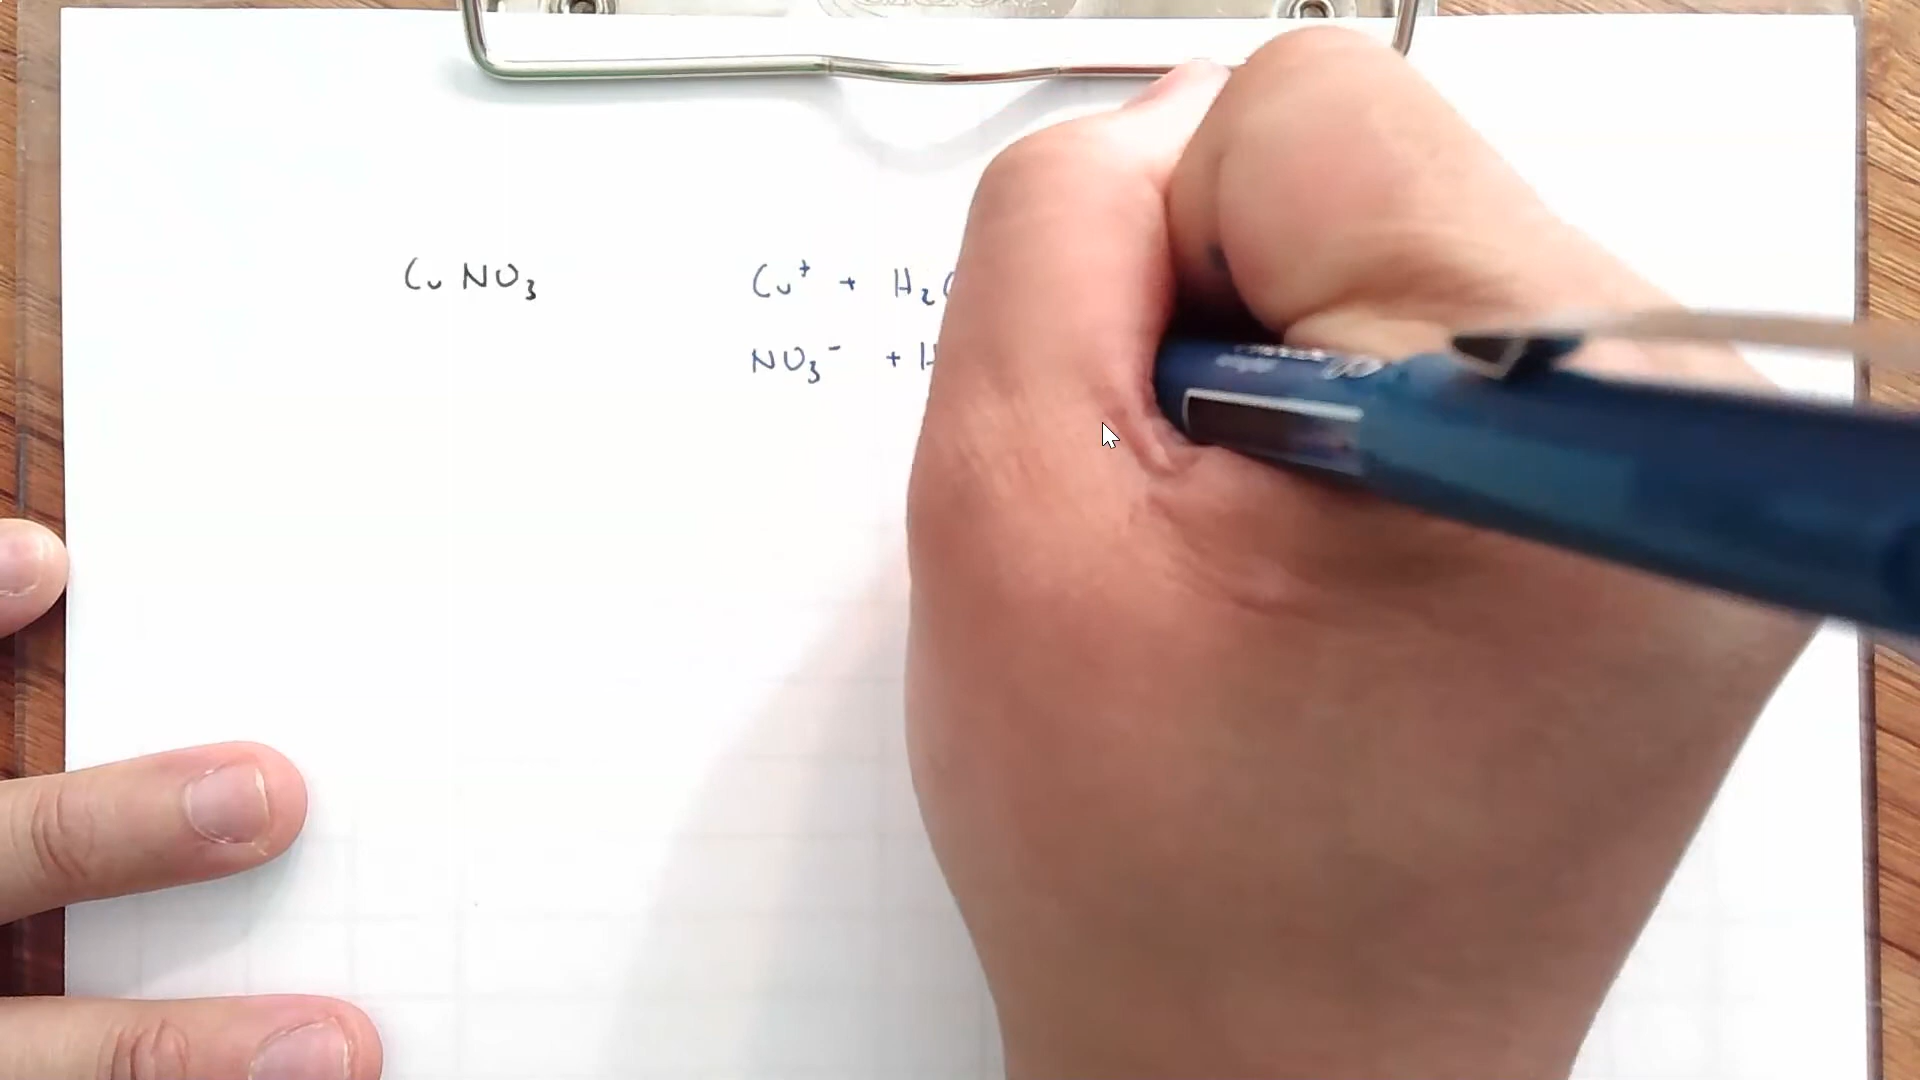 CuNO₃ Cu⁺ + H₂
NO₃⁻ + H